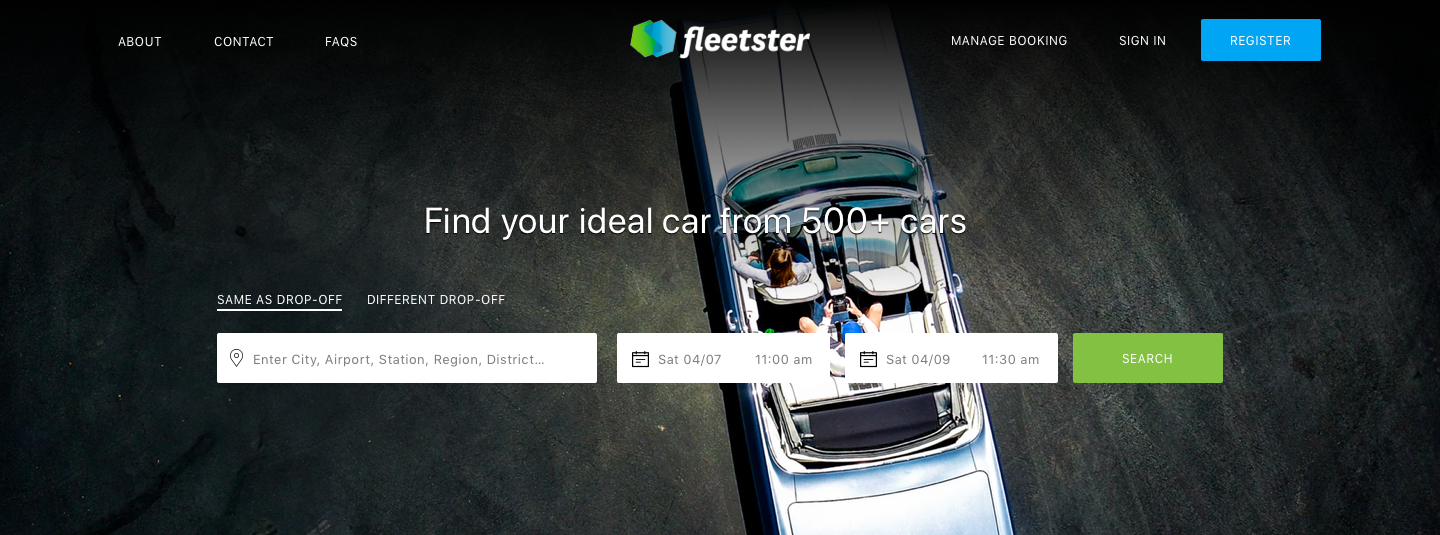 ABOUT CONTACT FAQS fleetster MANAGE BOOKING SIGN IN REGISTER
Find your ideal car from 500+ cars
SAME AS DROP-OFF DIFFERENT DROP-OFF
Enter City, Airport, Station, Region, District... Sat 04/07 11:00 am Sat 04/09 11:30 am SEARCH